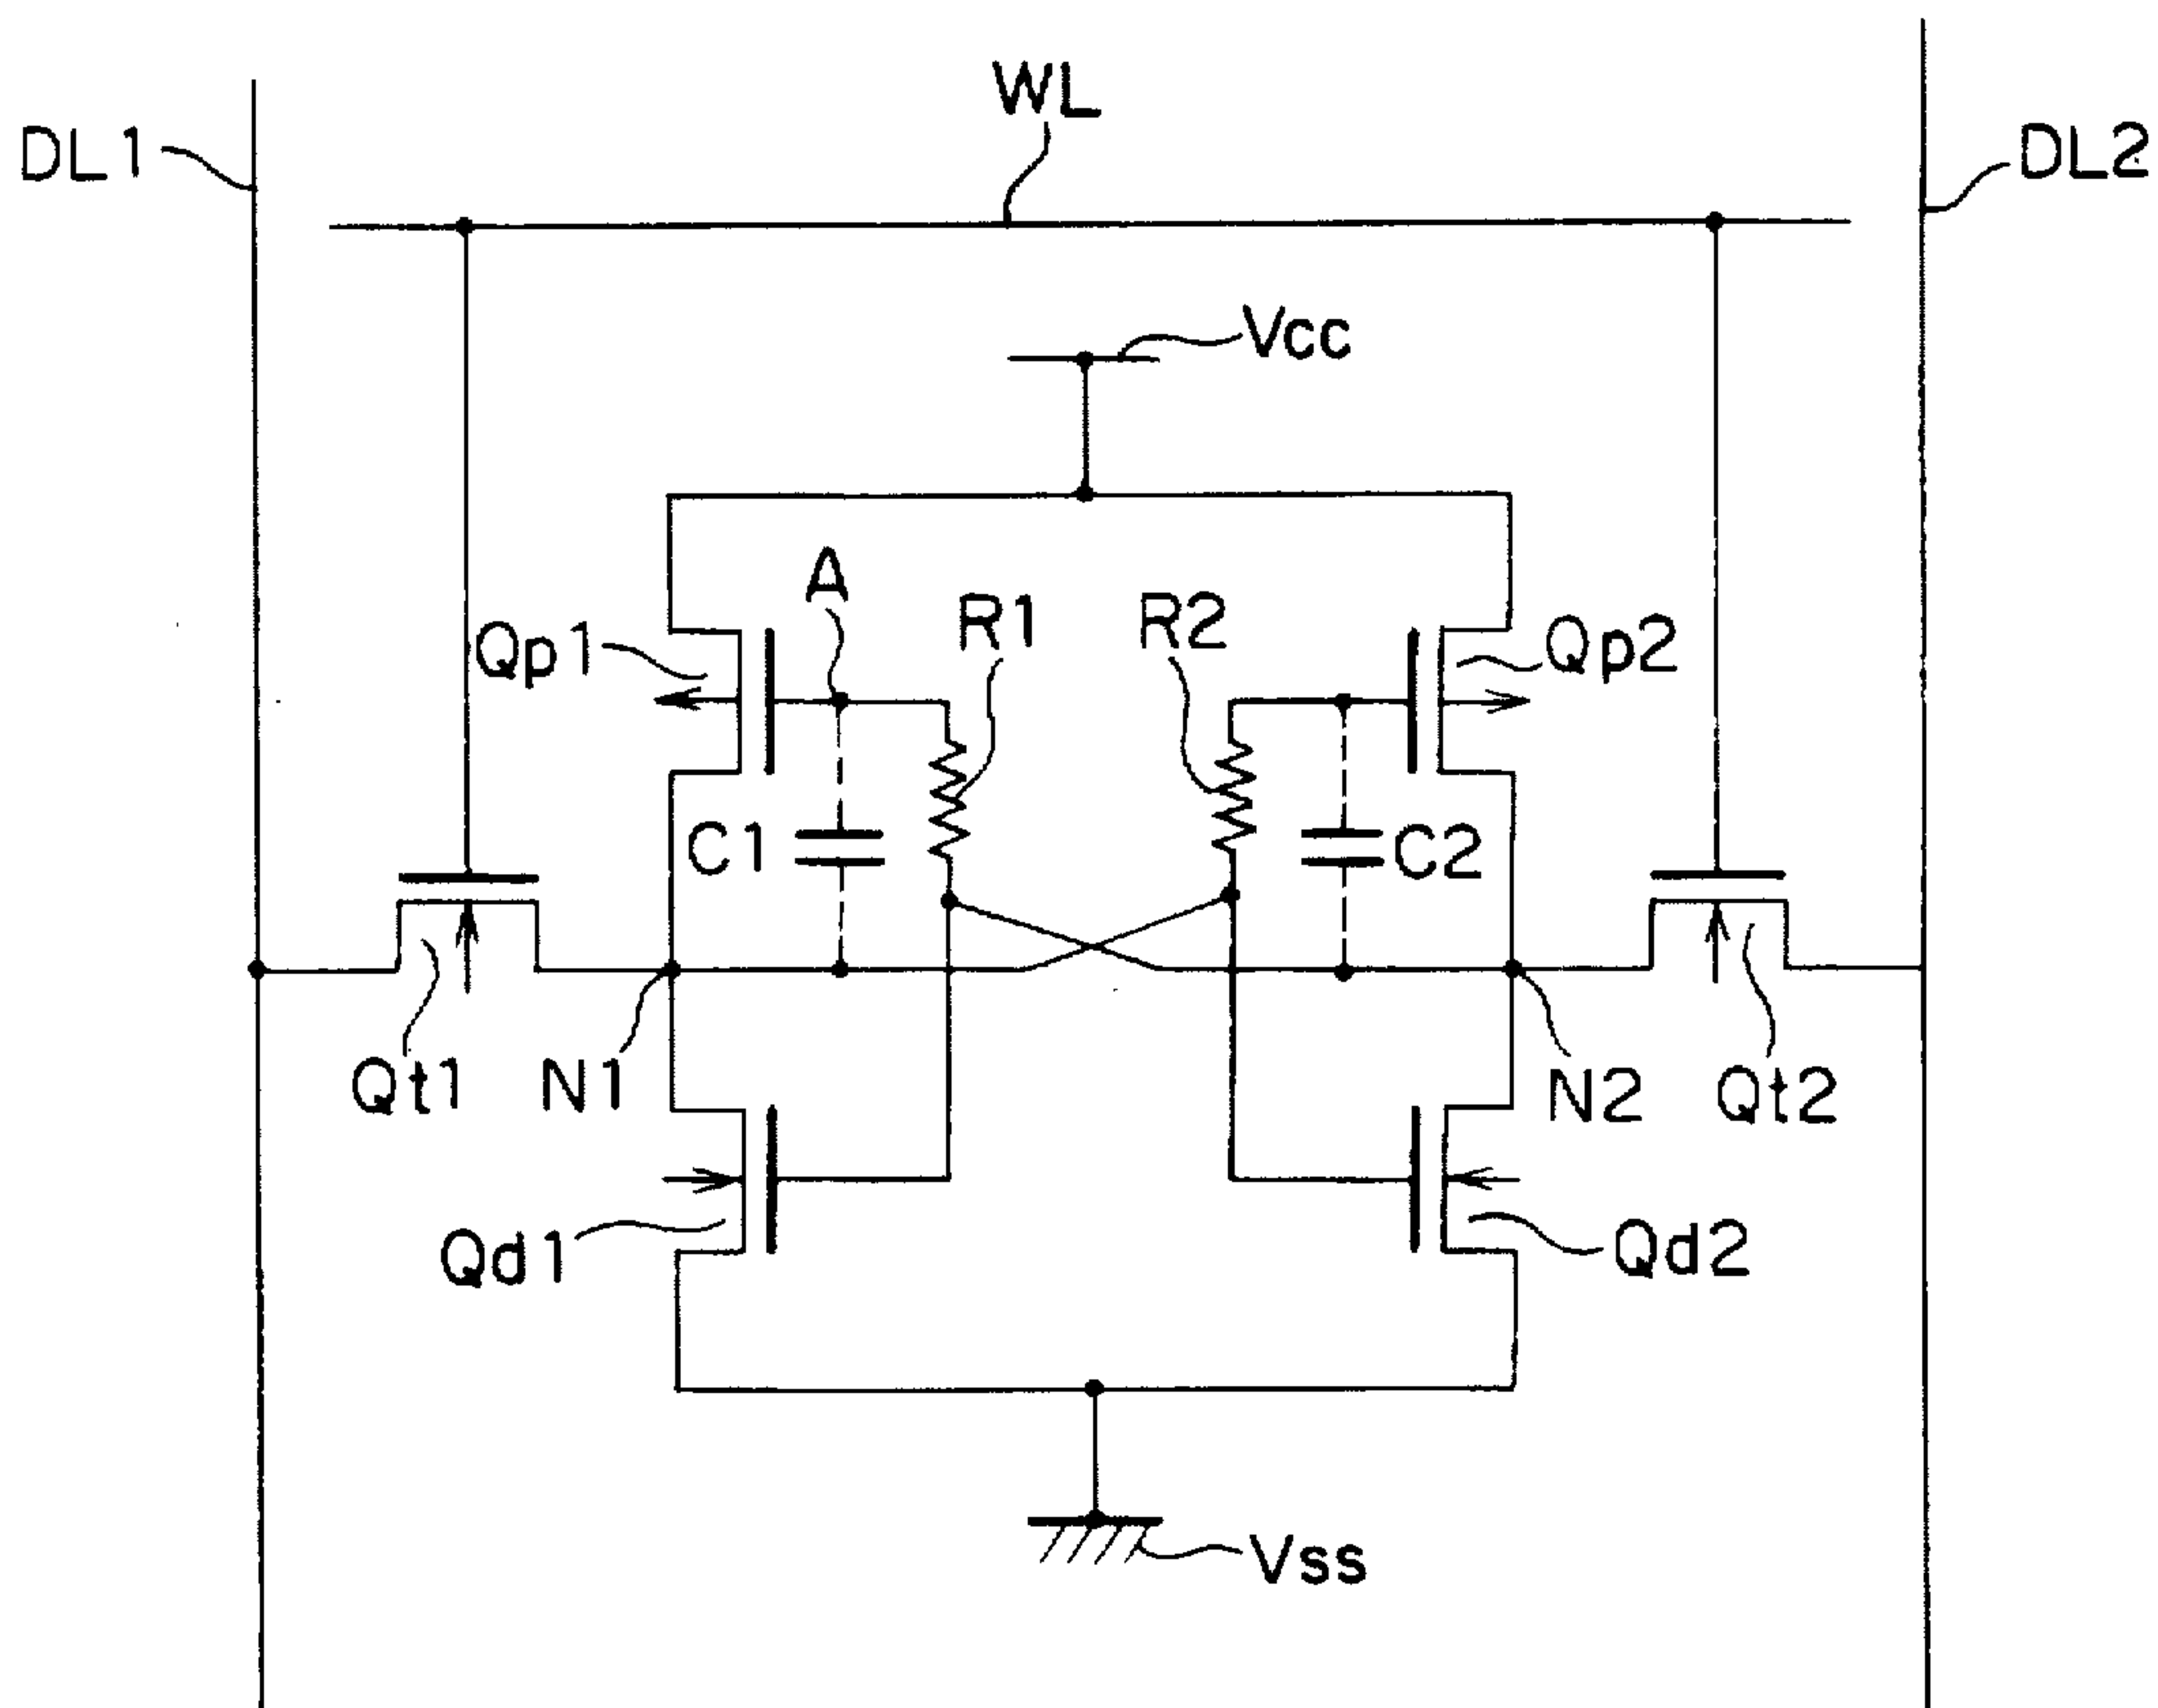 WL
DL1
DL2
Vcc
A
R1
R2
Qp1
Qp2
C1
C2
Qt1
N1
N2
Qt2
Qd1
Qd2
Vss